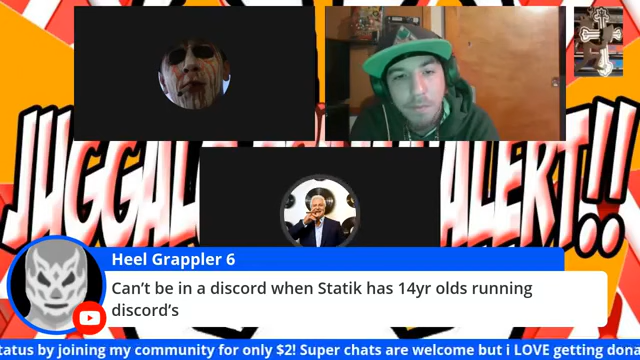 JUGGAL
ALERT!!
Heel Grappler 6
Can't be in a discord when Statik has 14yr olds running
discord's
tatus by joining my community for only $2! Super chats are welcome but i LOVE getting dona